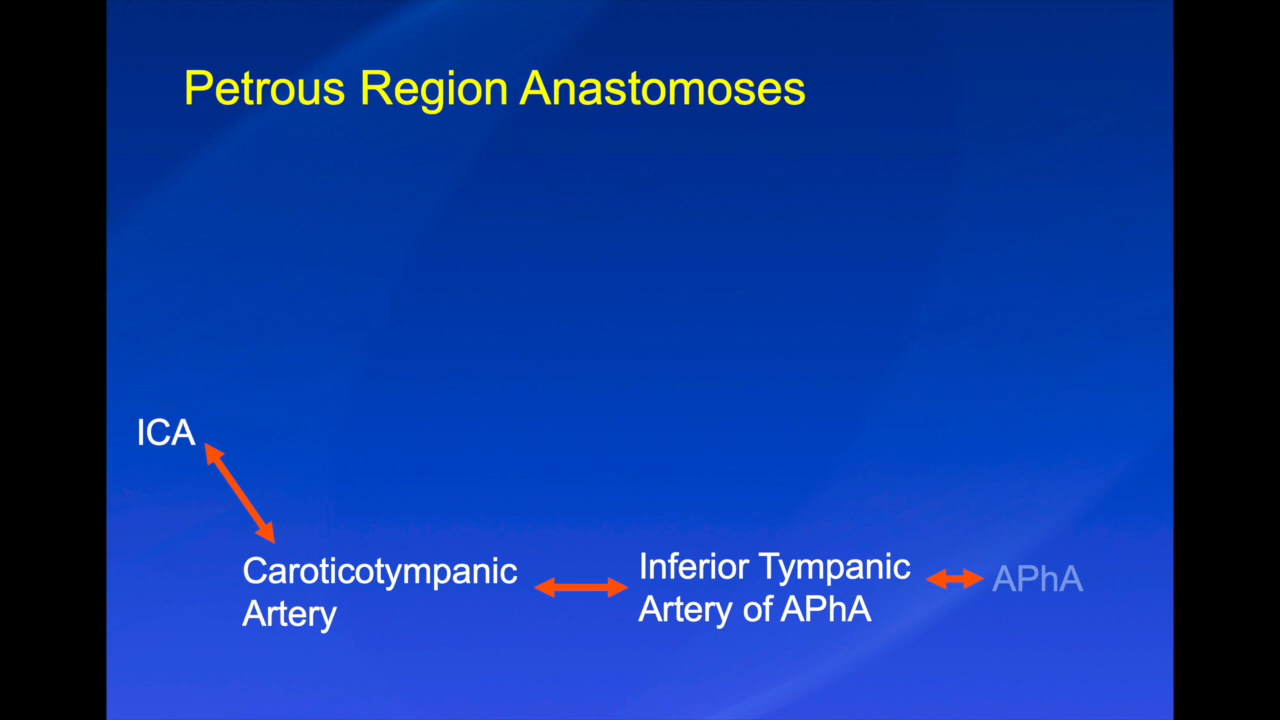 Petrous Region Anastomoses
ICA
Caroticotympanic
Artery
Inferior Tympanic
Artery of APhA
APhA